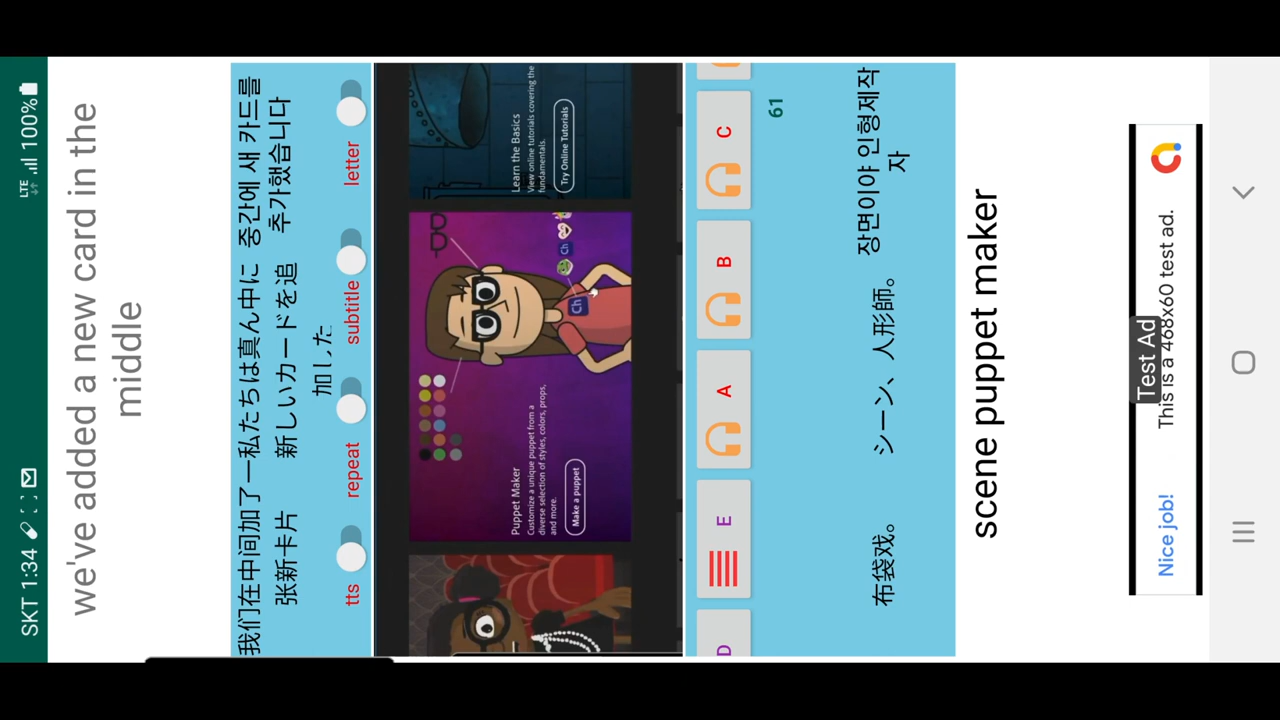 SKT 1:34
LTE
100%
we've added a new card in the
middle
我们在中间加了一
张新卡片
私たちは真ん中に
新しいカードを追
加した
중간에 새 카드를
추가했습니다
tts
repeat
subtitle
letter
Puppet Maker
Customize a unique puppet from a
diverse selection of styles, colors, props,
and more.
Make a puppet
Ch
Ch
Learn the Basics
View online tutorials covering the
fundamentals.
Try Online Tutorials
D
E
A
B
C
61
布袋戏。
シーン、人形師。
장면이야 인형제작
자
scene puppet maker
Test Ad
Nice job!
This is a 468x60 test ad.